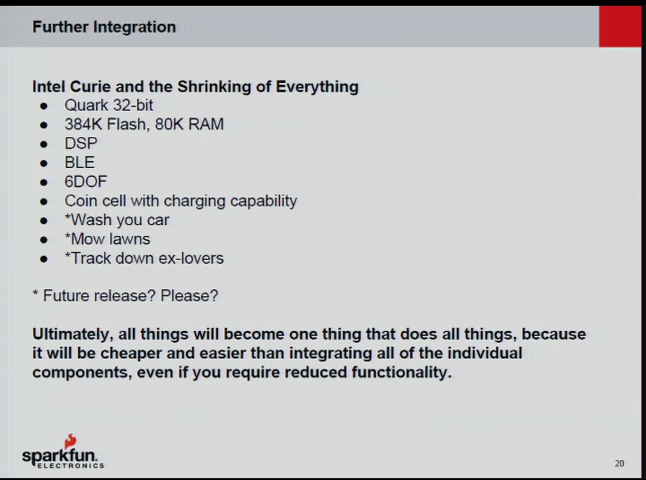 Further Integration
Intel Curie and the Shrinking of Everything
● Quark 32-bit
● 384K Flash, 80K RAM
● DSP
● BLE
● 6DOF
● Coin cell with charging capability
● *Wash you car
● *Mow lawns
● *Track down ex-lovers
* Future release? Please?
Ultimately, all things will become one thing that does all things, because
it will be cheaper and easier than integrating all of the individual
components, even if you require reduced functionality.
sparkfun
ELECTRONICS
20